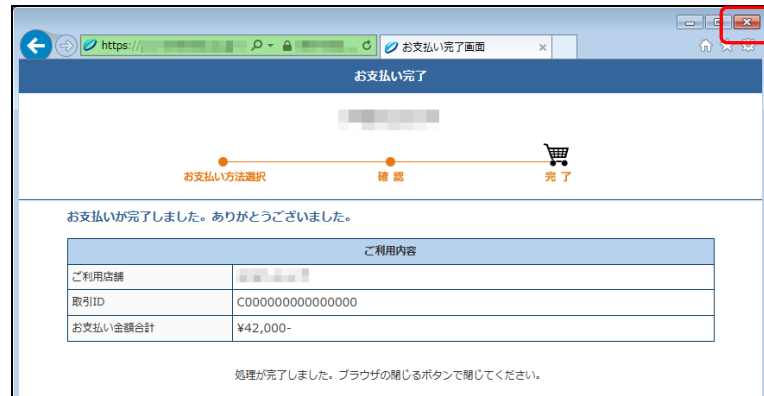 https://
お支払い完了画面
お支払い完了
お支払い方法選択 確 認 完 了
お支払いが完了しました。ありがとうございました。
ご利用内容
ご利用店舗
取引ID C000000000000000
お支払い金額合計 ¥42,000-
処理が完了しました。ブラウザの閉じるボタンで閉じてください。